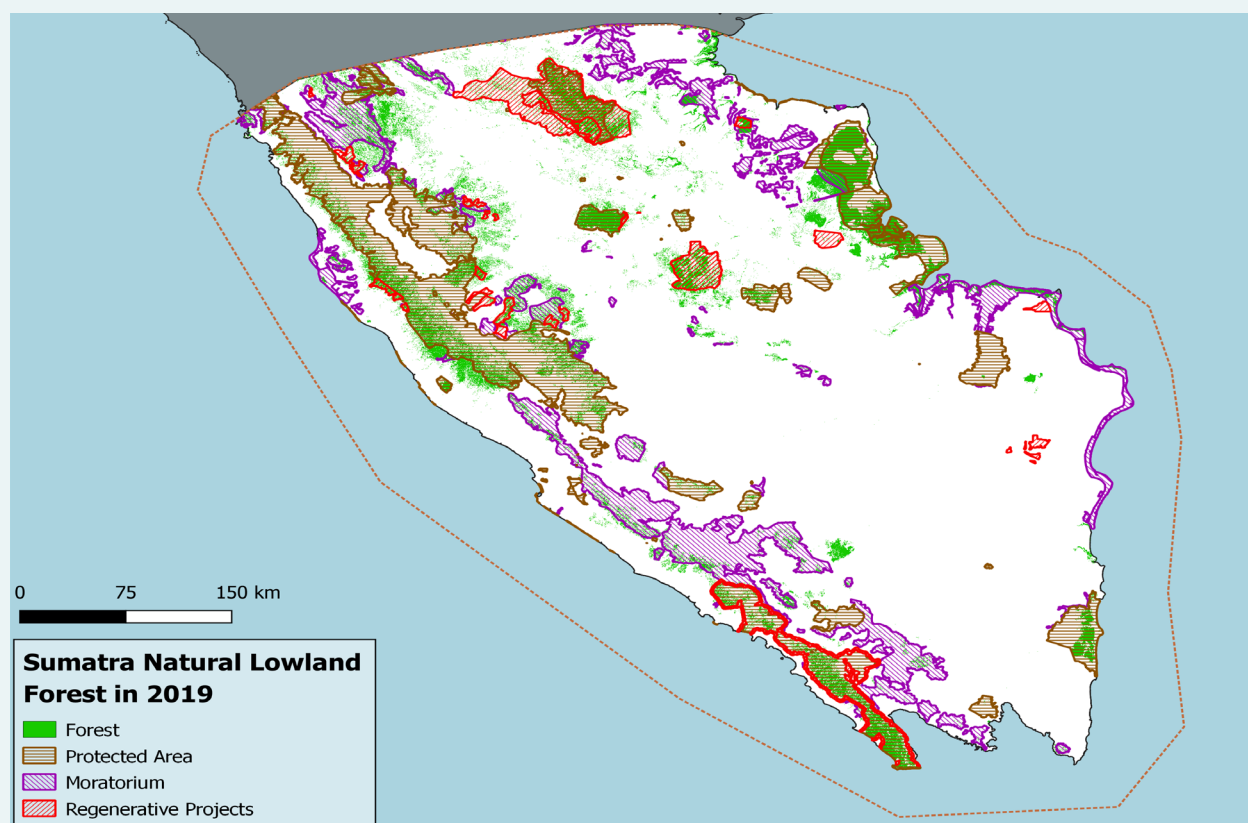 0 75 150 km
Sumatra Natural Lowland
Forest in 2019
Forest
Protected Area
Moratorium
Regenerative Projects